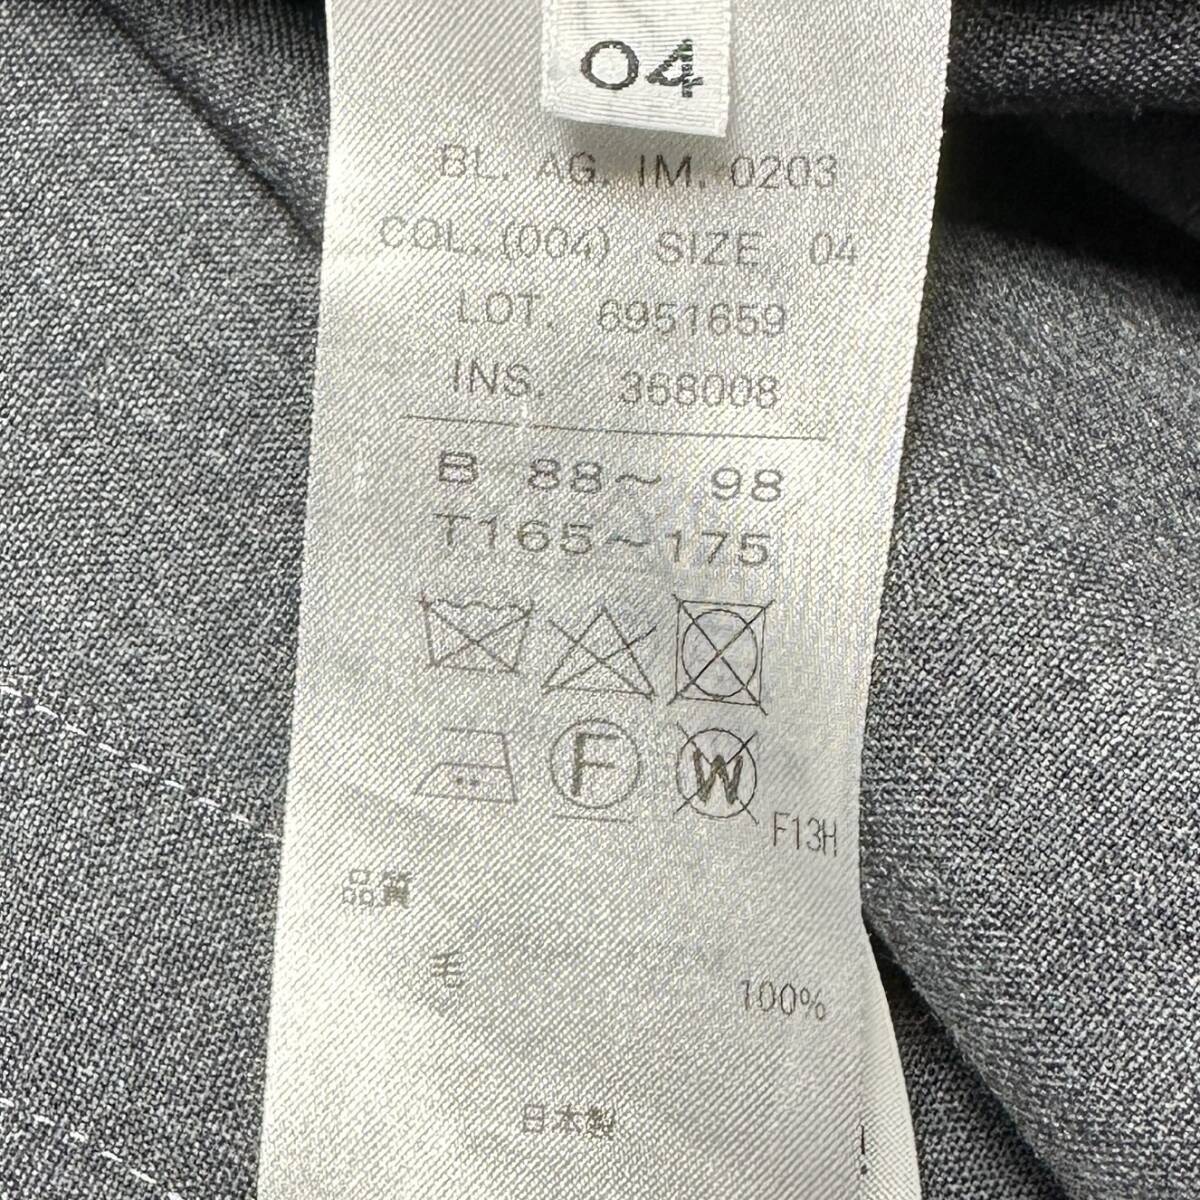 04
BL. AG. IM. 0203
COL. (004) SIZE 04
LOT. 6951659
INS. 368008
B 88～ 98
T165～175
F
W
F13H
品質
毛 100%
日本製